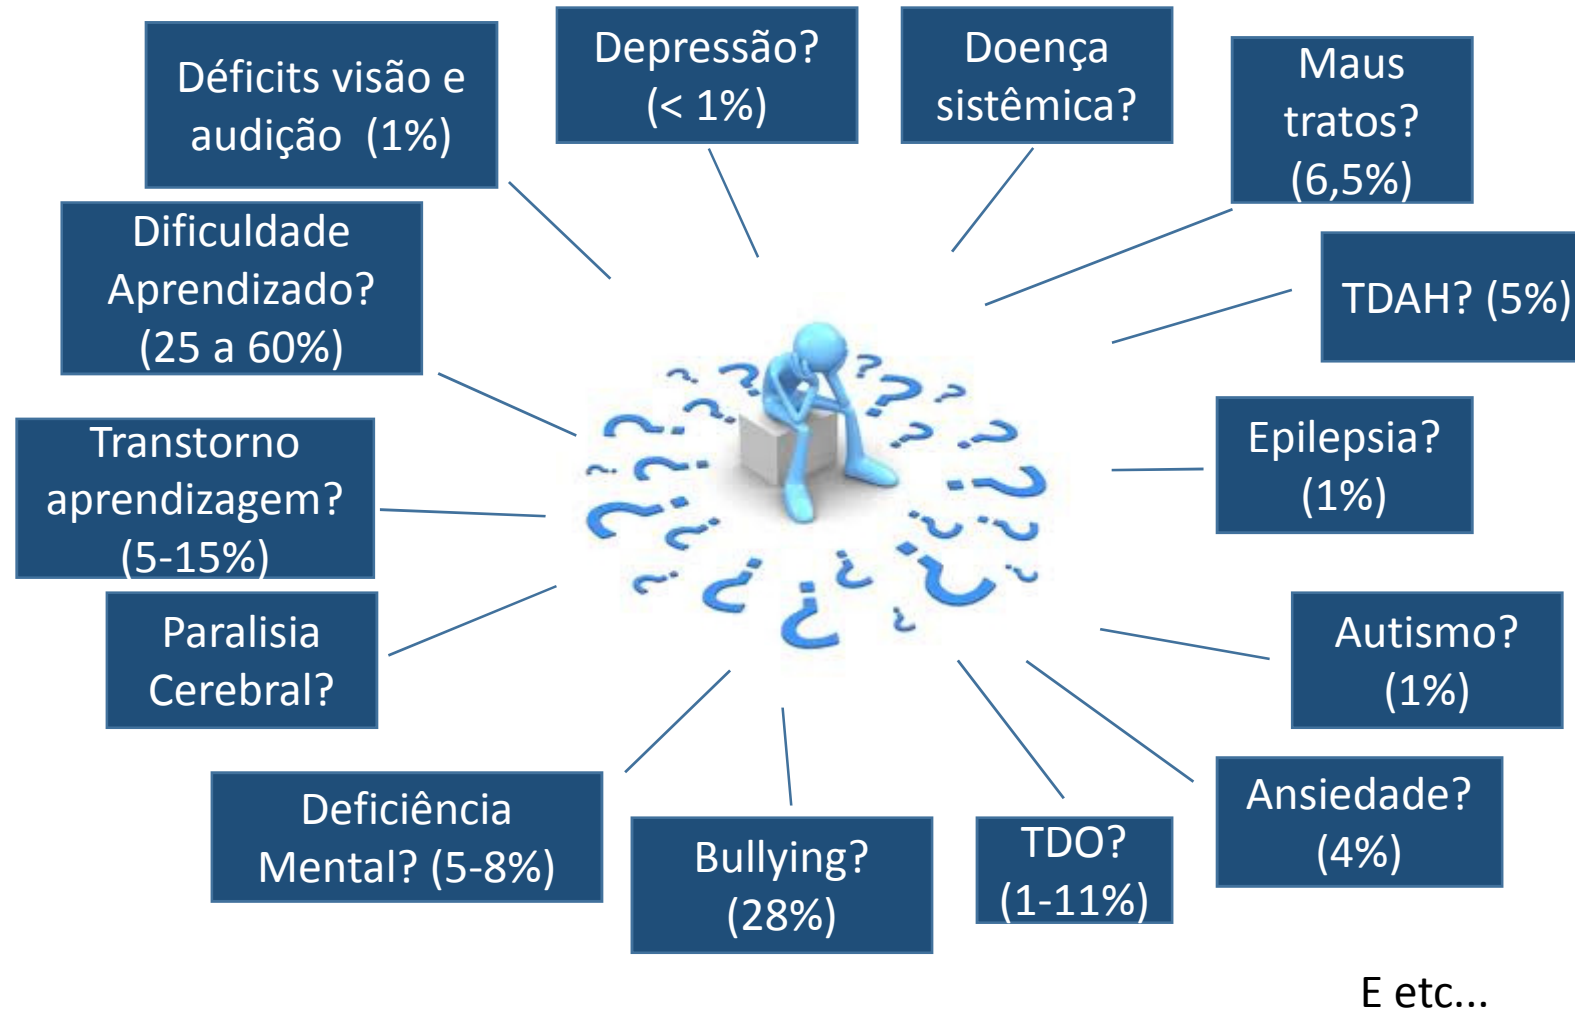 Déficits visão e
audição (1%)
Depressão?
(< 1%)
Doença
sistêmica?
Maus
tratos?
(6,5%)
Dificuldade
Aprendizado?
(25 a 60%)
TDAH? (5%)
Transtorno
aprendizagem?
(5-15%)
Epilepsia?
(1%)
Paralisia
Cerebral?
Autismo?
(1%)
Deficiência
Mental? (5-8%)
Bullying?
(28%)
TDO?
(1-11%)
Ansiedade?
(4%)
E etc...